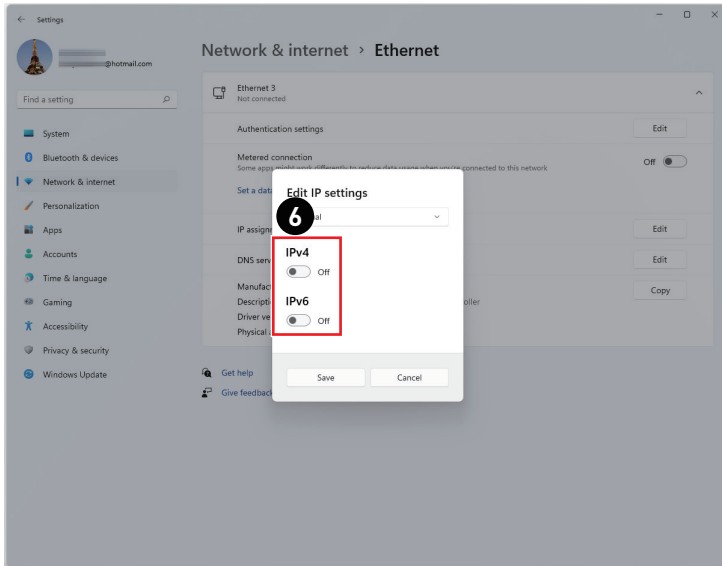 Settings
@hotmail.com
Find a setting
System
Bluetooth & devices
Network & internet
Personalization
Apps
Accounts
Time & language
Gaming
Accessibility
Privacy & security
Windows Update
Network & internet > Ethernet
Ethernet 3
Not connected
Authentication settings
Edit
Metered connection
Some apps might work differently to reduce data usage when you're connected to this network
Off
Set a data
IP assign
Edit
DNS serv
Edit
Manufact
Copy
Descripti
oller
Driver ve
Physical a
Get help
Give feedback
Edit IP settings
6
al
IPv4
Off
IPv6
Off
Save
Cancel